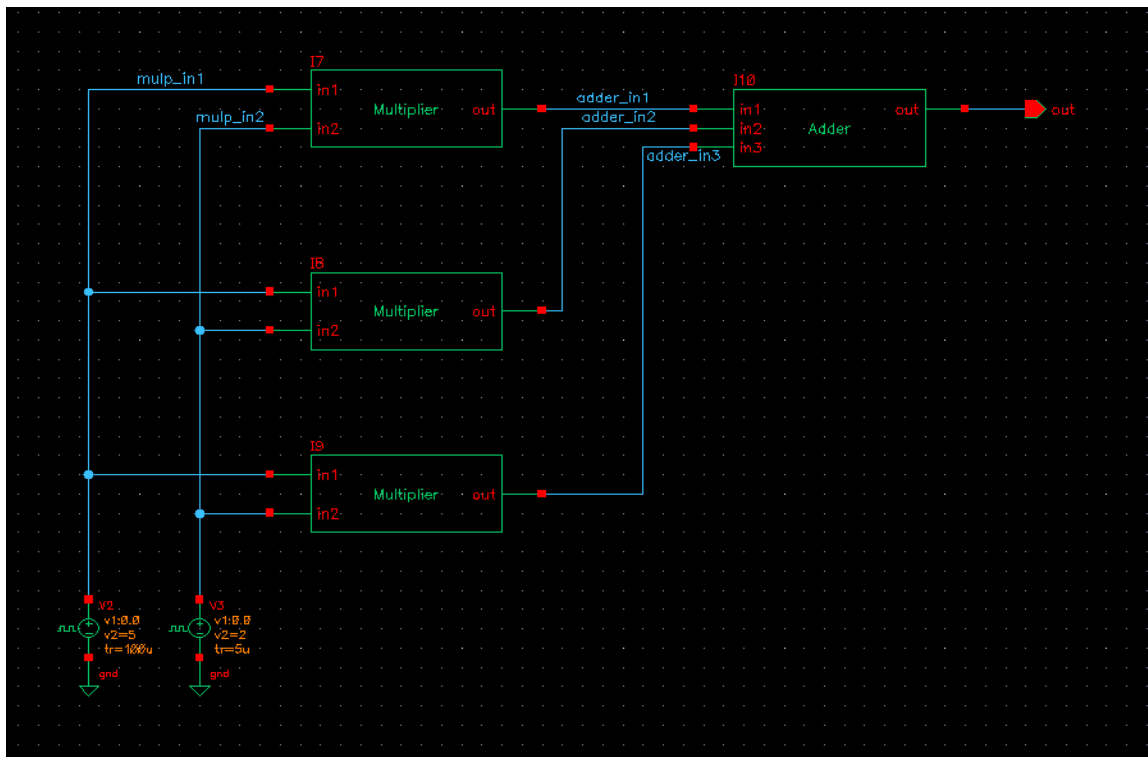 mulp_in1
mulp_in2
I7
in1
in2
Multiplier
out
adder_in1
adder_in2
adder_in3
I10
in1
in2
in3
Adder
out
out
I8
in1
in2
Multiplier
out
I9
in1
in2
Multiplier
out
V2
v1:0.0
v2=5
tr=100u
gnd
V3
v1:0.0
v2=2
tr=5u
gnd